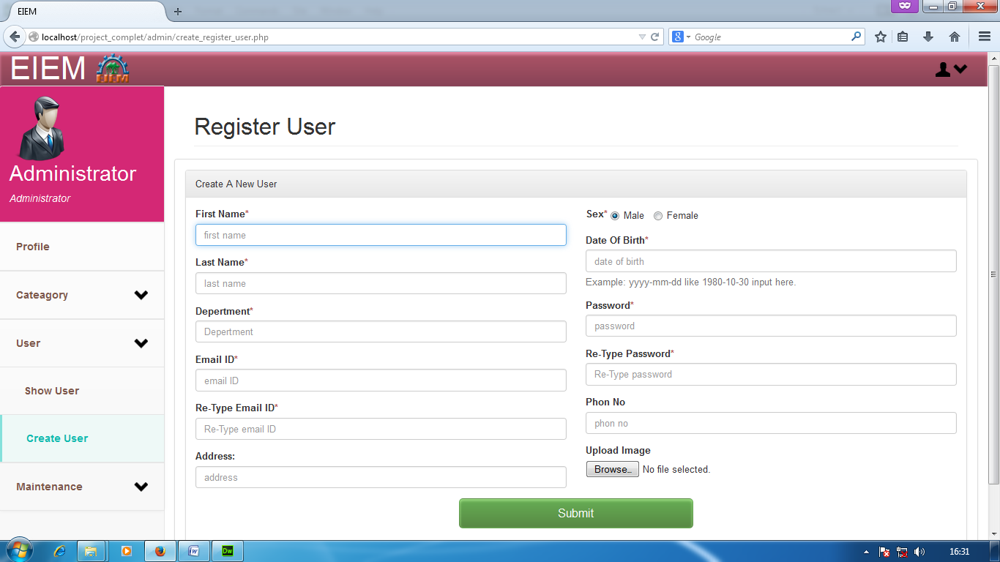 EIEM
localhost/project_complet/admin/create_register_user.php
Google
EIEM
EIEM
Administrator
Administrator
Profile
Cateagory
User
Show User
Create User
Maintenance
Register User
Create A New User
First Name*
first name
Last Name*
last name
Depertment*
Depertment
Email ID*
email ID
Re-Type Email ID*
Re-Type email ID
Address:
address
Sex* Male Female
Date Of Birth*
date of birth
Example: yyyy-mm-dd like 1980-10-30 input here.
Password*
password
Re-Type Password*
Re-Type password
Phon No
phon no
Upload Image
Browse.. No file selected.
Submit
Dw
16:31